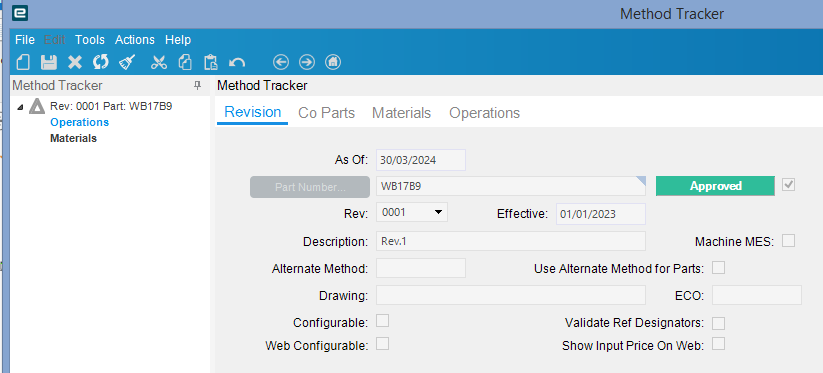 Method Tracker
File Edit Tools Actions Help
Method Tracker
Rev: 0001 Part: WB17B9
Operations
Materials
Method Tracker
Revision Co Parts Materials Operations
As Of: 30/03/2024
Part Number... WB17B9 Approved
Rev: 0001 Effective: 01/01/2023
Description: Rev.1 Machine MES:
Alternate Method: Use Alternate Method for Parts:
Drawing: ECO:
Configurable: Validate Ref Designators:
Web Configurable: Show Input Price On Web: